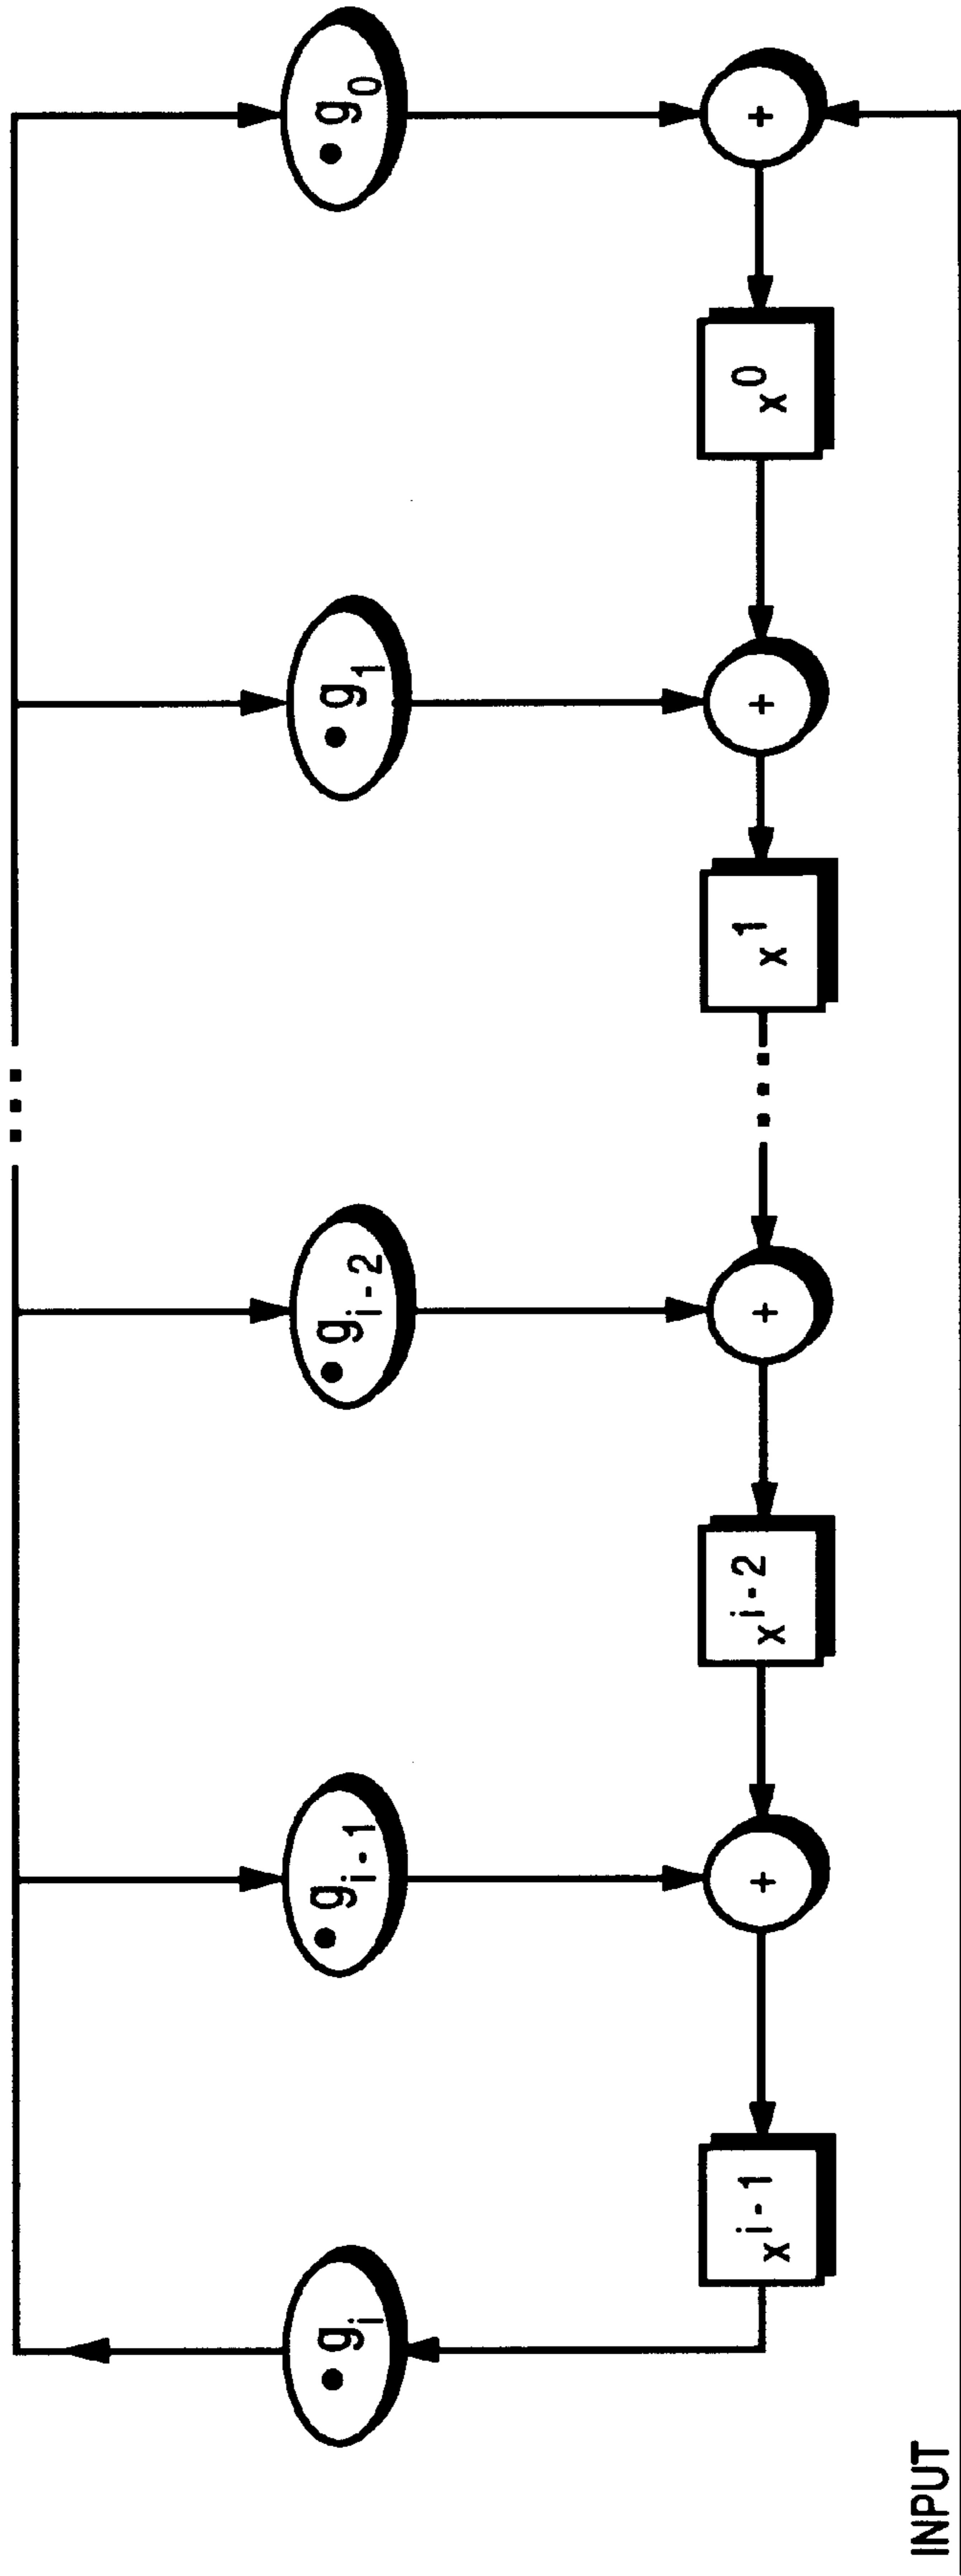 • gᵢ
• gᵢ₋₁
• gᵢ₋₂
• g₁
• g₀
...
xⁱ⁻¹
+
xⁱ⁻²
+
...
x¹
+
x⁰
+
INPUT